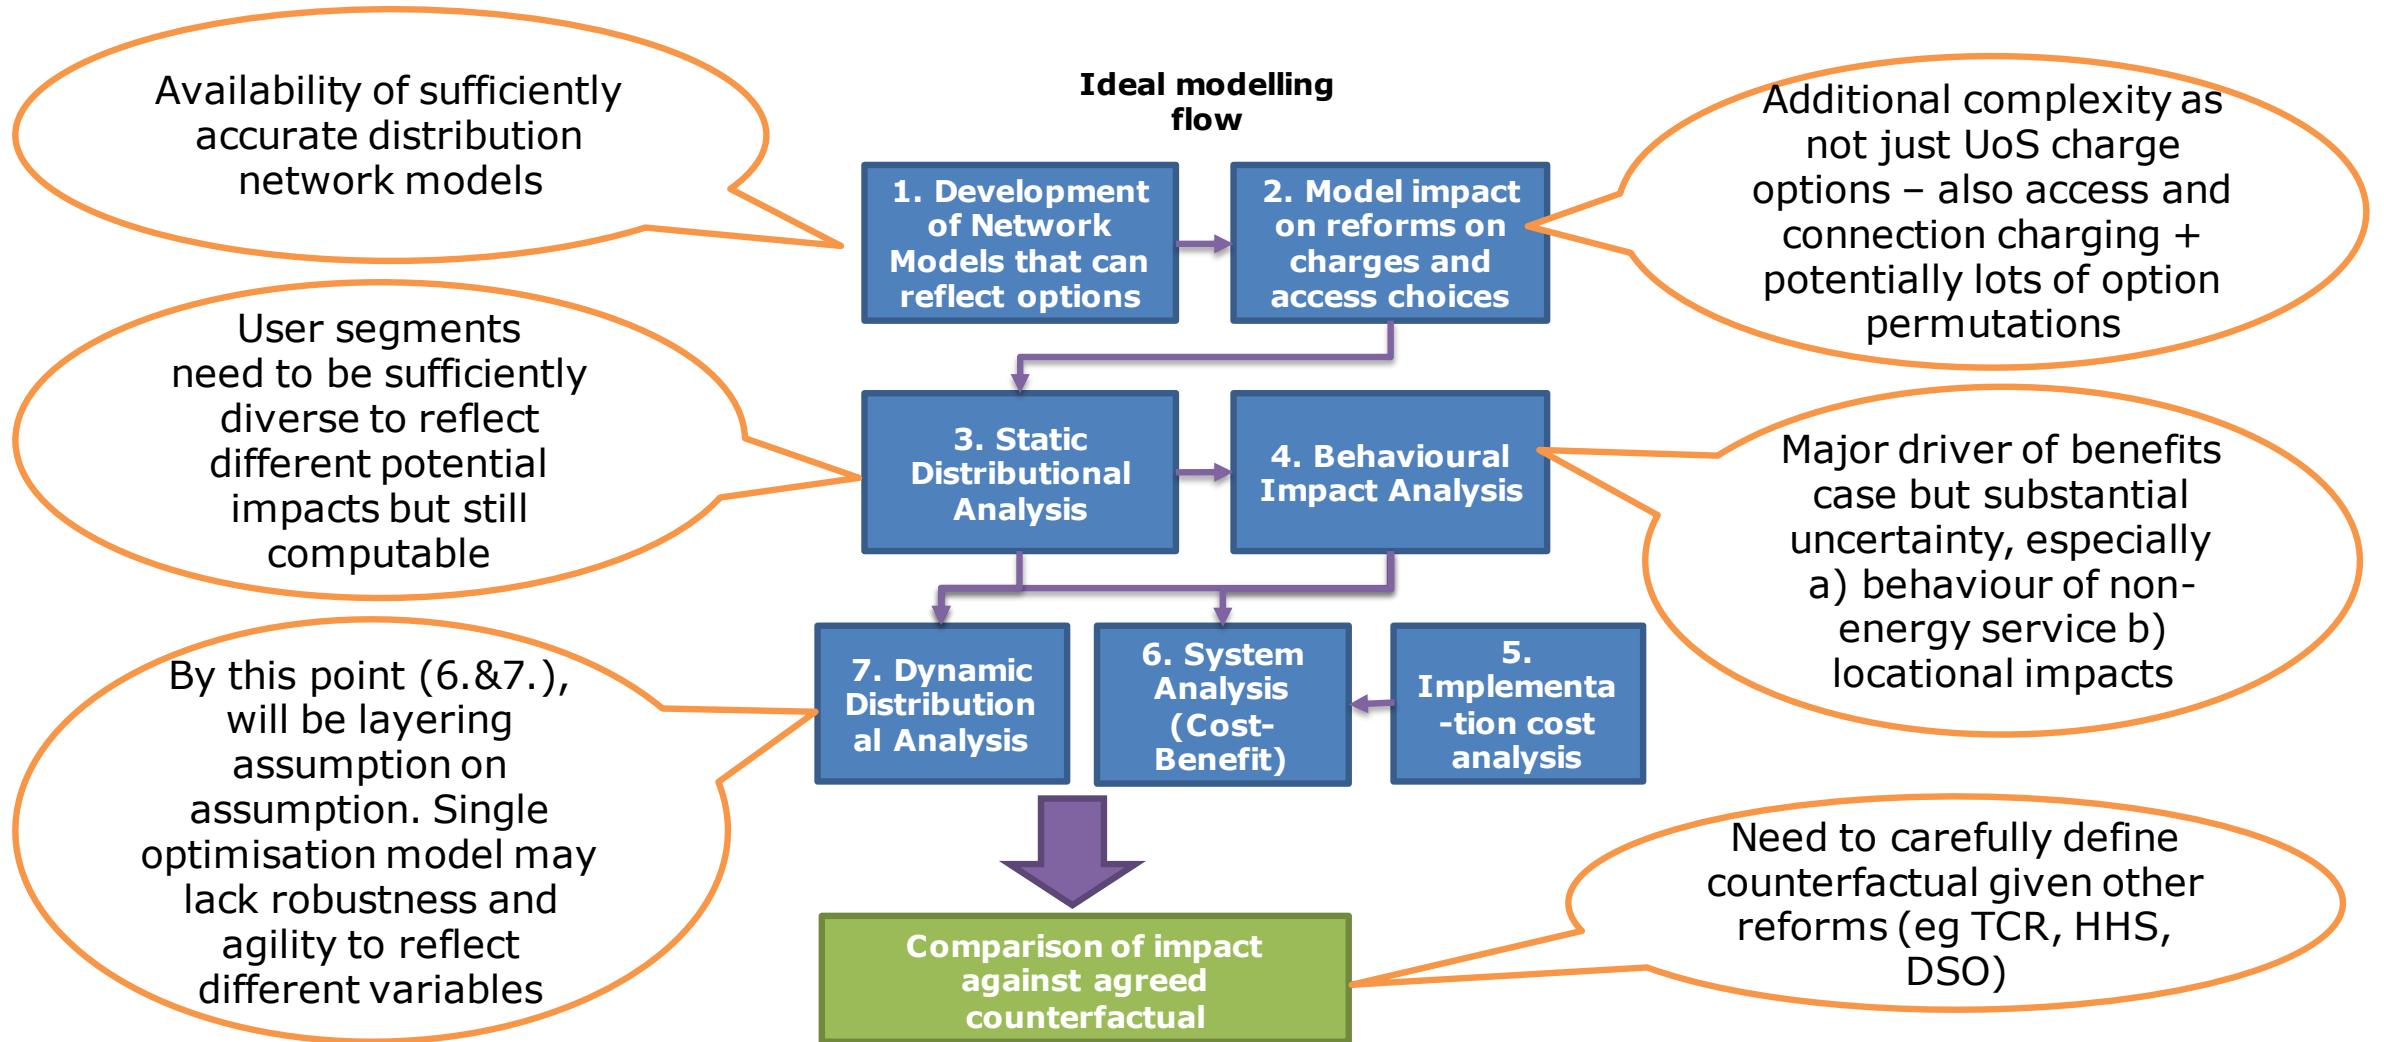 Ideal modelling
flow
Availability of sufficiently
accurate distribution
network models
1. Development
of Network
Models that can
reflect options
2. Model impact
on reforms on
charges and
access choices
Additional complexity as
not just UoS charge
options – also access and
connection charging +
potentially lots of option
permutations
User segments
need to be sufficiently
diverse to reflect
different potential
impacts but still
computable
3. Static
Distributional
Analysis
4. Behavioural
Impact Analysis
Major driver of benefits
case but substantial
uncertainty, especially
a) behaviour of non-
energy service b)
locational impacts
By this point (6.&7.),
will be layering
assumption on
assumption. Single
optimisation model may
lack robustness and
agility to reflect
different variables
7. Dynamic
Distribution
al Analysis
6. System
Analysis
(Cost-
Benefit)
5.
Implementa
-tion cost
analysis
Comparison of impact
against agreed
counterfactual
Need to carefully define
counterfactual given other
reforms (eg TCR, HHS,
DSO)